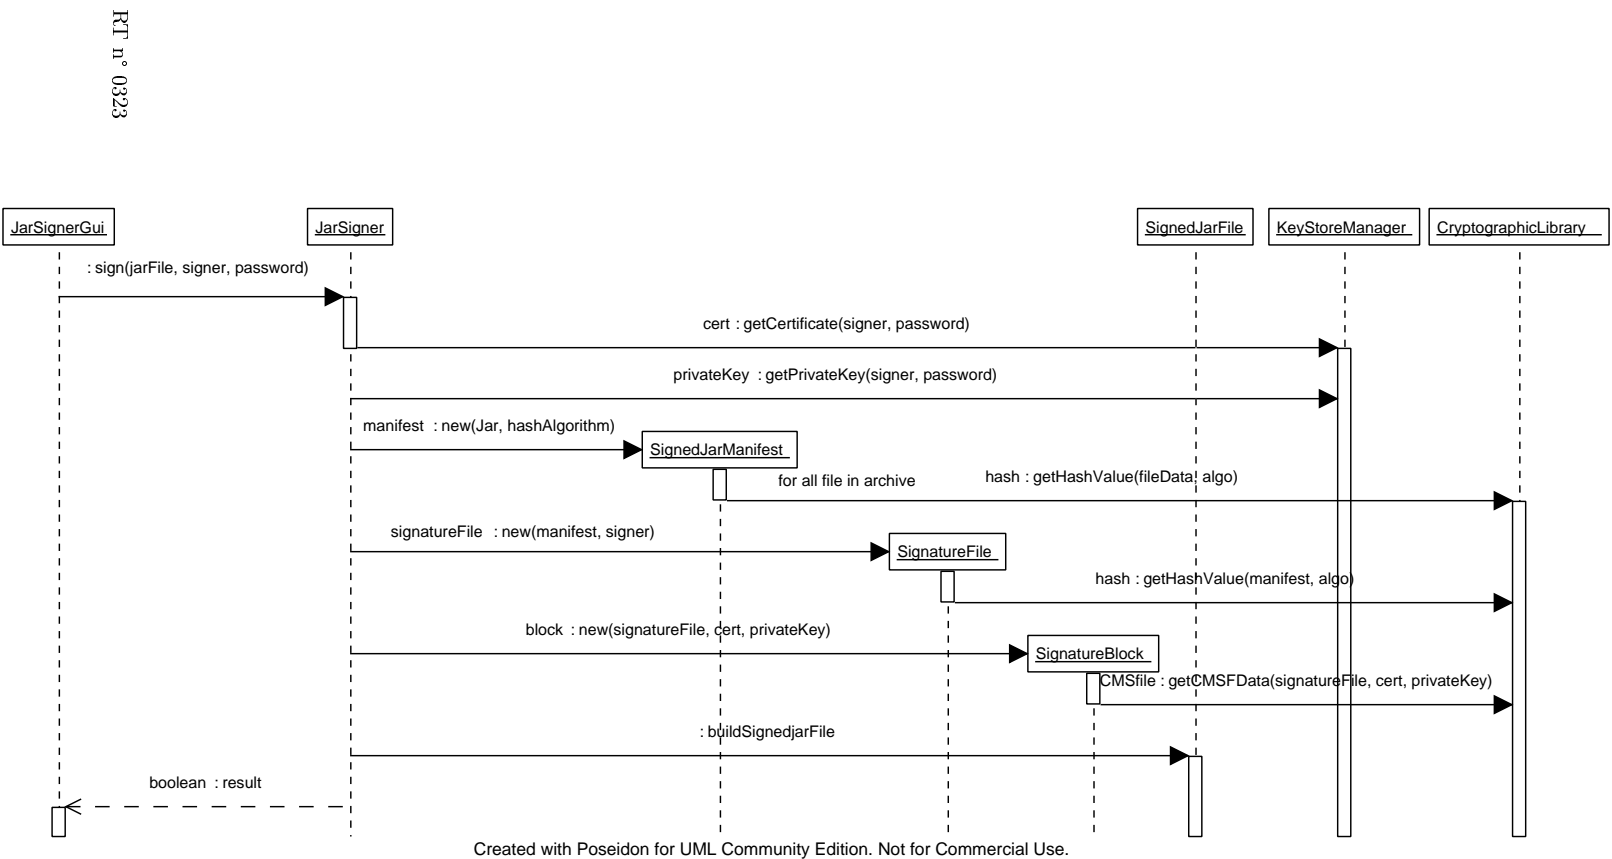 RT n° 0323
JarSignerGui
JarSigner
SignedJarFile
KeyStoreManager
CryptographicLibrary
: sign(jarFile, signer, password)
cert : getCertificate(signer, password)
privateKey : getPrivateKey(signer, password)
manifest : new(Jar, hashAlgorithm)
SignedJarManifest
for all file in archive
hash : getHashValue(fileData, algo)
signatureFile : new(manifest, signer)
SignatureFile
hash : getHashValue(manifest, algo)
block : new(signatureFile, cert, privateKey)
SignatureBlock
CMSfile : getCMSFData(signatureFile, cert, privateKey)
: buildSignedjarFile
boolean : result
Created with Poseidon for UML Community Edition. Not for Commercial Use.